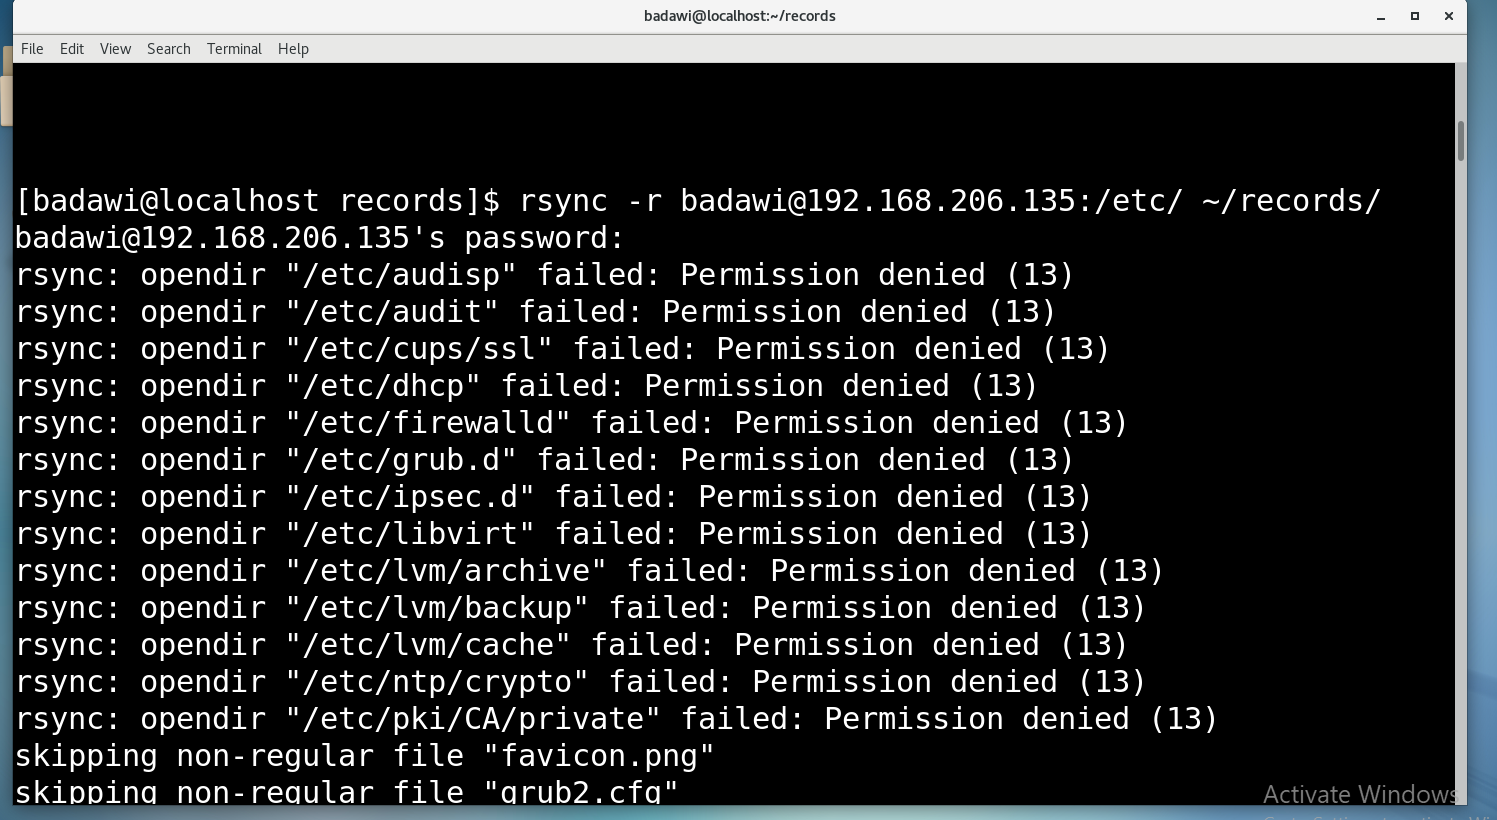 badawi@localhost:~/records
File Edit View Search Terminal Help
[badawi@localhost records]$ rsync -r badawi@192.168.206.135:/etc/ ~/records/
badawi@192.168.206.135's password:
rsync: opendir "/etc/audisp" failed: Permission denied (13)
rsync: opendir "/etc/audit" failed: Permission denied (13)
rsync: opendir "/etc/cups/ssl" failed: Permission denied (13)
rsync: opendir "/etc/dhcp" failed: Permission denied (13)
rsync: opendir "/etc/firewalld" failed: Permission denied (13)
rsync: opendir "/etc/grub.d" failed: Permission denied (13)
rsync: opendir "/etc/ipsec.d" failed: Permission denied (13)
rsync: opendir "/etc/libvirt" failed: Permission denied (13)
rsync: opendir "/etc/lvm/archive" failed: Permission denied (13)
rsync: opendir "/etc/lvm/backup" failed: Permission denied (13)
rsync: opendir "/etc/lvm/cache" failed: Permission denied (13)
rsync: opendir "/etc/ntp/crypto" failed: Permission denied (13)
rsync: opendir "/etc/pki/CA/private" failed: Permission denied (13)
skipping non-regular file "favicon.png"
skipping non-regular file "grub2.cfg"
Activate Windows